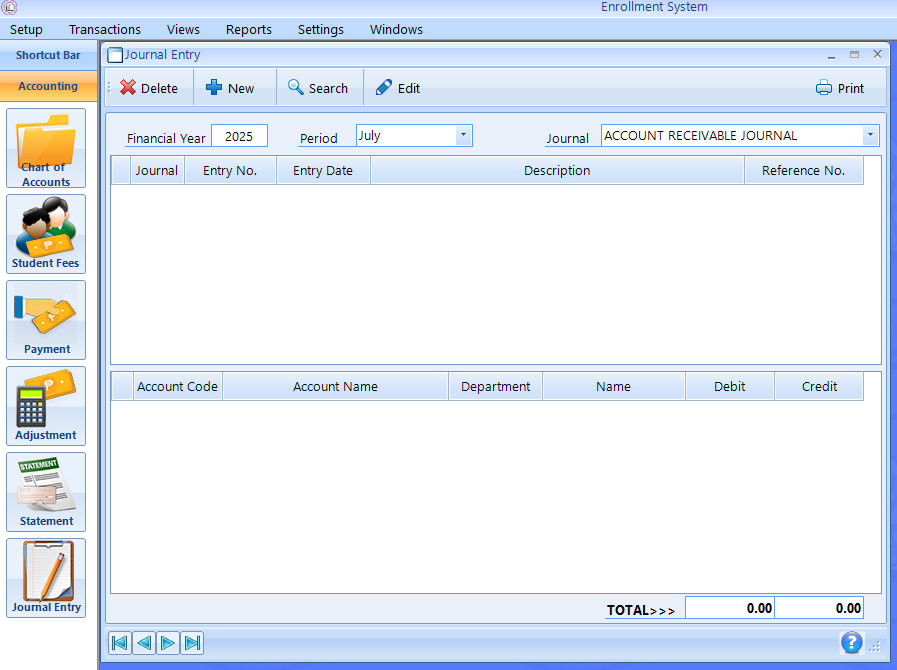 Enrollment System
Setup Transactions Views Reports Settings Windows
Shortcut Bar
Accounting
Chart of
Accounts
Student Fees
Payment
Adjustment
STATEMENT
Statement
Journal Entry
Journal Entry
Delete New Search Edit Print
Financial Year 2025 Period July Journal ACCOUNT RECEIVABLE JOURNAL
Journal Entry No. Entry Date Description Reference No.
Account Code Account Name Department Name Debit Credit
TOTAL>>> 0.00 0.00